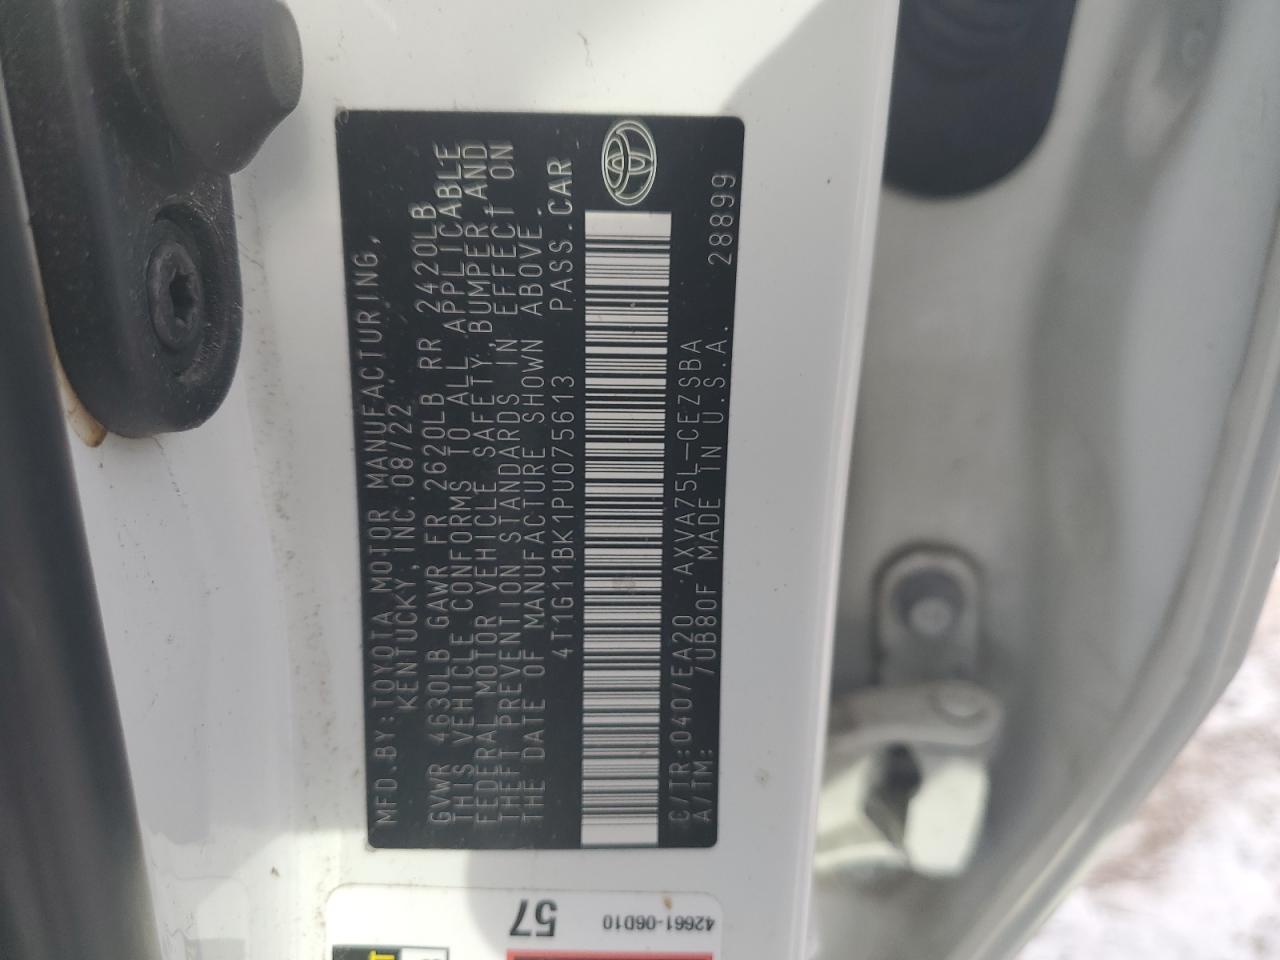 MFD.BY:TOYOTA MOTOR MANUFACTURING,
KENTUCKY, INC.08/22
GVWR 4630LB GAWR FR 2620LB RR 2420LB
THIS VEHICLE CONFORMS TO ALL APPLICABLE
FEDERAL MOTOR VEHICLE SAFETY,BUMPER,AND
THEFT PREVENTION STANDARDS IN EFFECT ON
THE DATE OF MANUFACTURE SHOWN ABOVE.
4T1G11BK1PU075613 PASS.CAR
C/TR:040/EA20 AXVA75L-CEZSBA
A/TM: /UB80F MADE IN U.S.A. 28899
57
42661-06D10